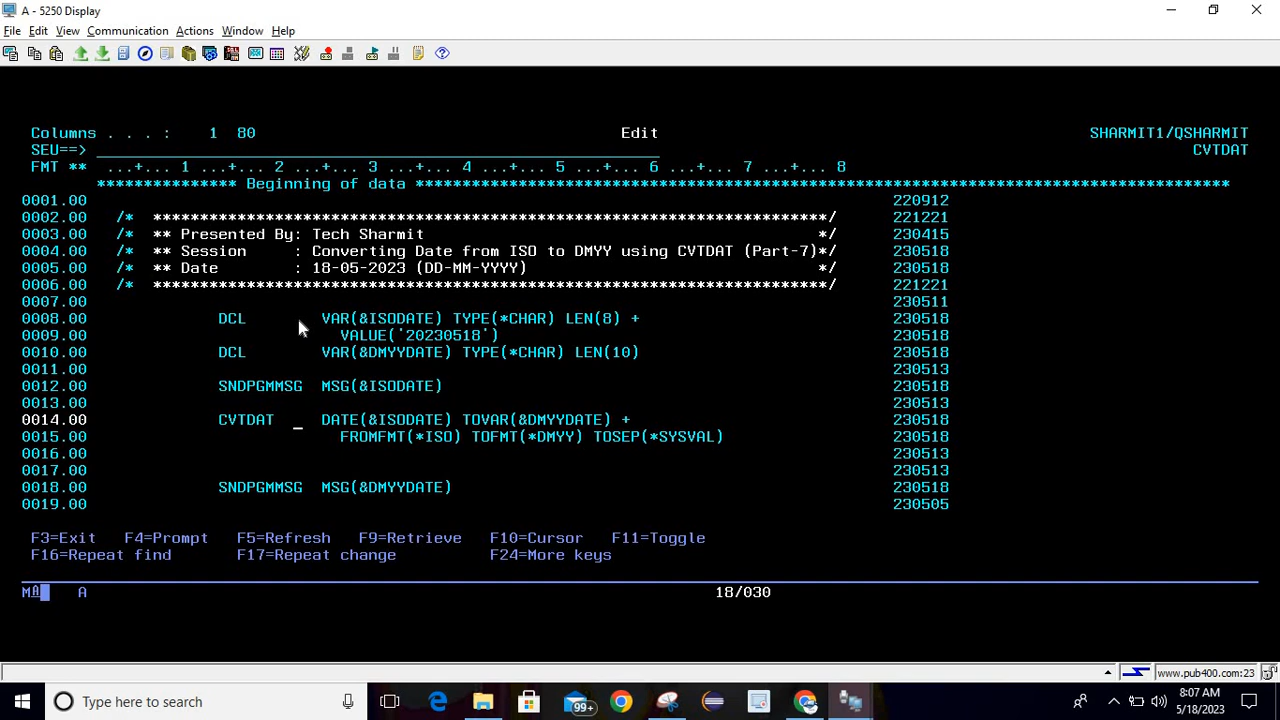 A - 5250 Display
File Edit View Communication Actions Window Help
Columns . . . : 1 80 Edit SHARMIT1/QSHARMIT
SEU==> CVTDAT
FMT ** ...+... 1 ...+... 2 ...+... 3 ...+... 4 ...+... 5 ...+... 6 ...+... 7 ...+... 8
*************** Beginning of data ***************************************************************************************
0001.00 220912
0002.00 /* ************************************************************************/ 221221
0003.00 /* ** Presented By: Tech Sharmit */ 230415
0004.00 /* ** Session : Converting Date from ISO to DMYY using CVTDAT (Part-7)*/ 230518
0005.00 /* ** Date : 18-05-2023 (DD-MM-YYYY) */ 230518
0006.00 /* ************************************************************************/ 221221
0007.00 230511
0008.00 DCL VAR(&ISODATE) TYPE(*CHAR) LEN(8) + 230518
0009.00 VALUE('20230518') 230518
0010.00 DCL VAR(&DMYYDATE) TYPE(*CHAR) LEN(10) 230518
0011.00 230513
0012.00 SNDPGMMSG MSG(&ISODATE) 230518
0013.00 230513
0014.00 CVTDAT _ DATE(&ISODATE) TOVAR(&DMYYDATE) + 230518
0015.00 FROMFMT(*ISO) TOFMT(*DMYY) TOSEP(*SYSVAL) 230518
0016.00 230513
0017.00 230513
0018.00 SNDPGMMSG MSG(&DMYYDATE) 230518
0019.00 230505
F3=Exit F4=Prompt F5=Refresh F9=Retrieve F10=Cursor F11=Toggle
F16=Repeat find F17=Repeat change F24=More keys
MA A 18/030
www.pub400.com:23
Type here to search 99+ 8:07 AM
5/18/2023